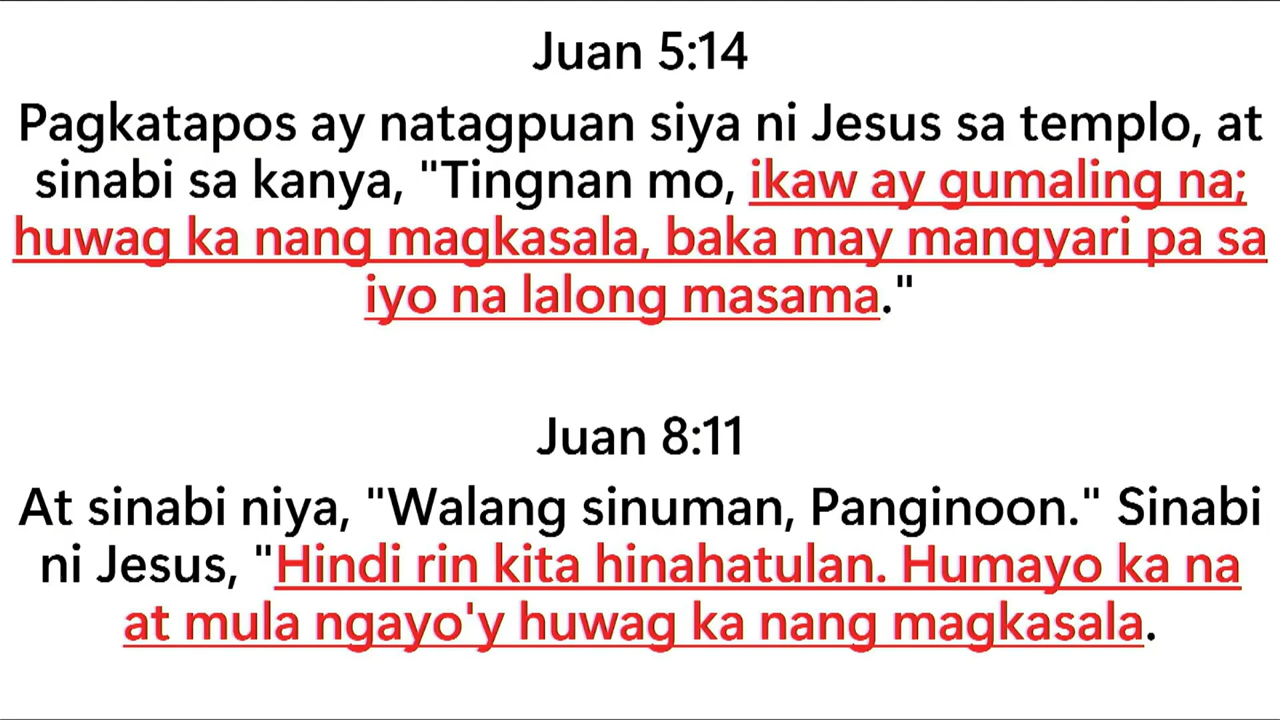 Juan 5:14
Pagkatapos ay natagpuan siya ni Jesus sa templo, at
sinabi sa kanya, "Tingnan mo, ikaw ay gumaling na;
huwag ka nang magkasala, baka may mangyari pa sa
iyo na lalong masama."
Juan 8:11
At sinabi niya, "Walang sinuman, Panginoon." Sinabi
ni Jesus, "Hindi rin kita hinahatulan. Humayo ka na
at mula ngayo'y huwag ka nang magkasala.